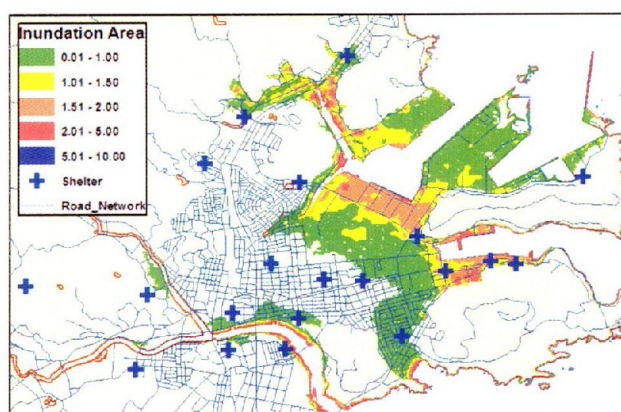 Inundation Area
0.01 - 1.00
1.01 - 1.50
1.51 - 2.00
2.01 - 5.00
5.01 - 10.00
Shelter
Road_Network